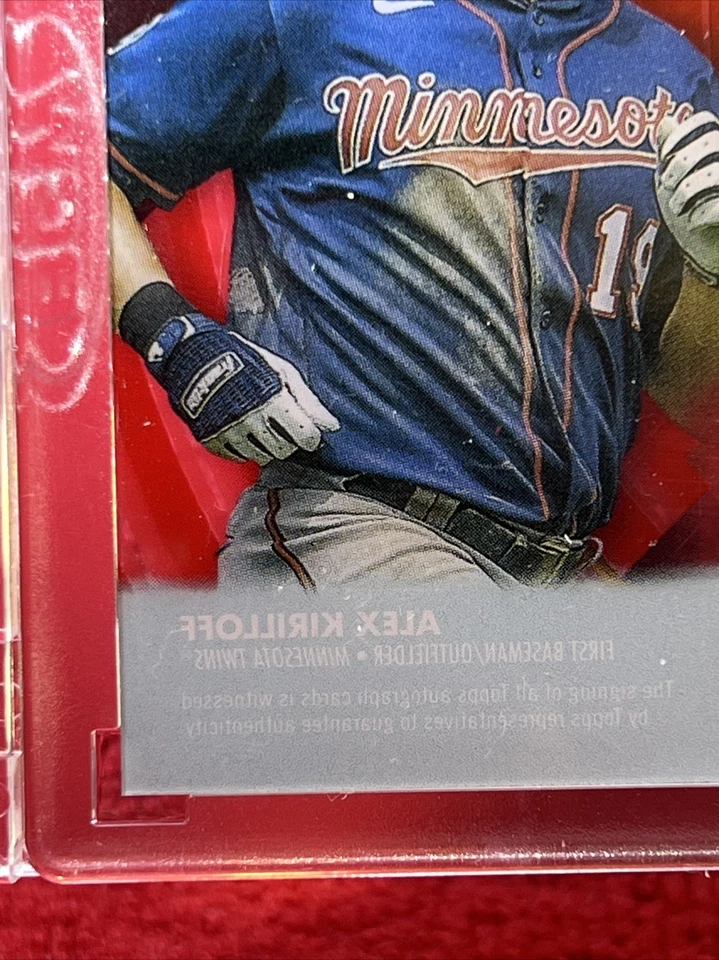 Minnesota
19
Franklin
ALEX KIRILLOFF
FIRST BASEMAN/OUTFIELDER • MINNESOTA TWINS
The signing of all Topps autograph cards is witnessed
by Topps representatives to guarantee authenticity